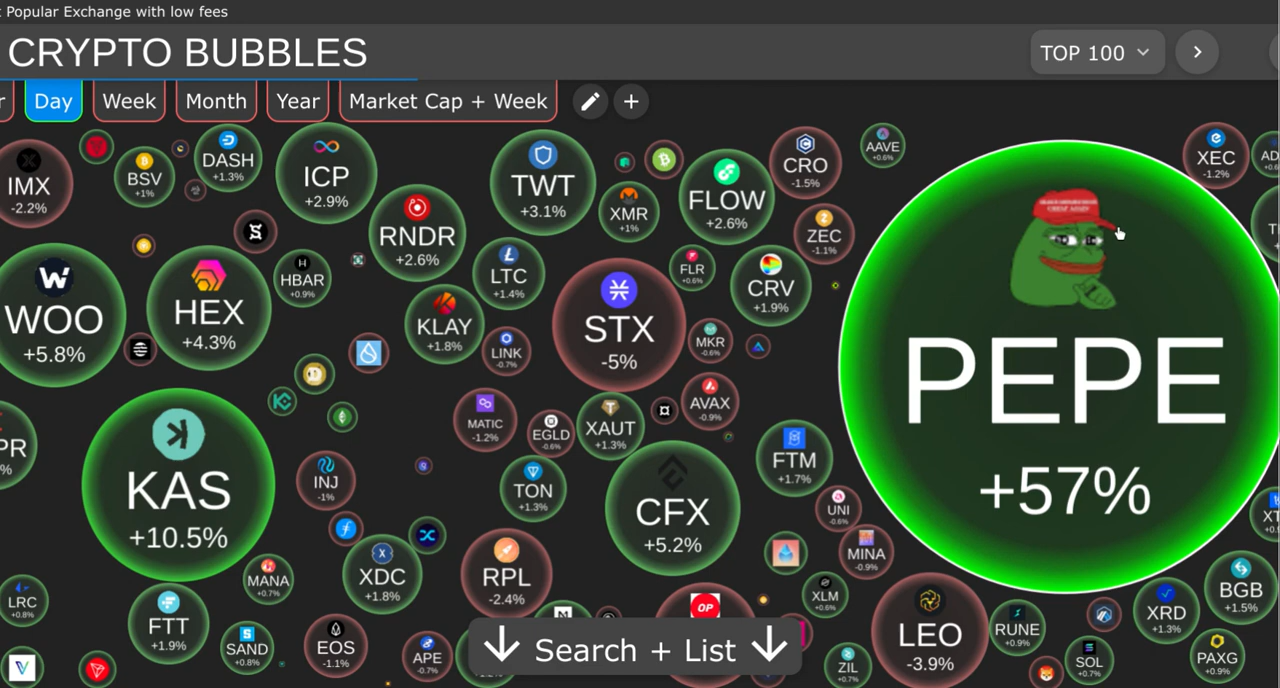 Popular Exchange with low fees
CRYPTO BUBBLES
TOP 100
Day
Week
Month
Year
Market Cap + Week
IMX
-2.2%
BSV
+1%
DASH
+1.3%
ICP
+2.9%
RNDR
+2.6%
TWT
+3.1%
XMR
+1%
FLOW
+2.6%
CRO
-1.5%
AAVE
+0.6%
ZEC
-1.1%
XEC
-1.2%
WOO
+5.8%
HEX
+4.3%
HBAR
+0.9%
LTC
+1.4%
KLAY
+1.8%
LINK
-0.7%
STX
-5%
FLR
+0.6%
CRV
+1.9%
MKR
-0.6%
PEPE
+57%
KAS
+10.5%
INJ
-1%
MATIC
-1.2%
EGLD
-0.6%
XAUT
+1.3%
AVAX
-0.9%
TON
+1.3%
CFX
+5.2%
FTM
+1.7%
UNI
-0.6%
MINA
-0.9%
LRC
+0.8%
FTT
+1.9%
MANA
+0.7%
SAND
+0.8%
XDC
+1.8%
EOS
-1.1%
RPL
-2.4%
APE
-0.7%
OP
XLM
+0.6%
ZIL
+0.7%
LEO
-3.9%
RUNE
+0.9%
SOL
+0.7%
XRD
+1.3%
BGB
+1.5%
PAXG
+0.9%
Search + List